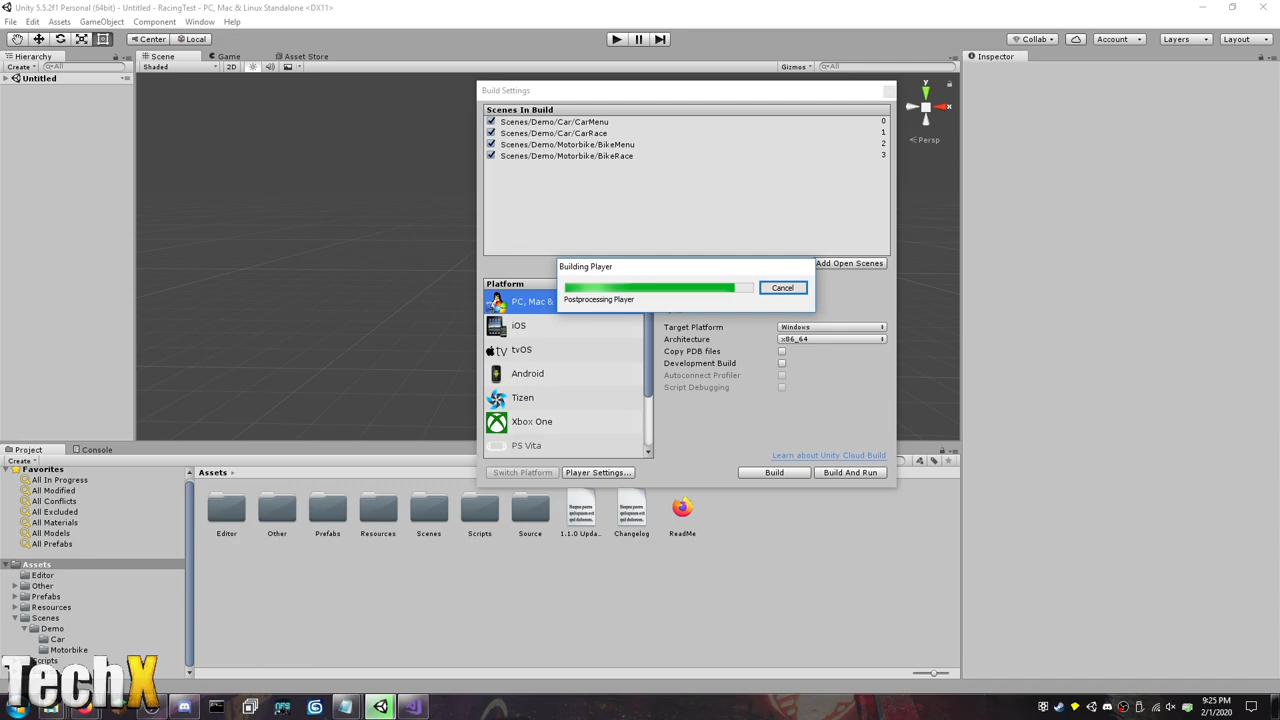 Unity 5.5.2f1 Personal (64bit) - Untitled - RacingTest - PC, Mac & Linux Standalone <DX11>
File Edit Assets GameObject Component Window Help
Center Local
Collab Account Layers Layout
Hierarchy
Create All
Untitled
Scene Game Asset Store
Shaded 2D Gizmos All
Inspector
y
x
Persp
Build Settings
Scenes In Build
Scenes/Demo/Car/CarMenu 0
Scenes/Demo/Car/CarRace 1
Scenes/Demo/Motorbike/BikeMenu 2
Scenes/Demo/Motorbike/BikeRace 3
Add Open Scenes
Building Player
Cancel
Postprocessing Player
Platform
PC, Mac &
iOS
tv tvOS
Android
Tizen
Xbox One
PS Vita
Target Platform Windows
Architecture x86_64
Copy PDB files
Development Build
Autoconnect Profiler
Script Debugging
Learn about Unity Cloud Build
Switch Platform Player Settings... Build Build And Run
Project Console
Create
Favorites
All In Progress
All Modified
All Conflicts
All Excluded
All Materials
All Models
All Prefabs
Assets
Editor
Other
Prefabs
Resources
Scenes
Demo
Car
Motorbike
Scripts
Assets
Editor Other Prefabs Resources Scenes Scripts Source 1.1.0 Upda... Changelog ReadMe
TechX
9:25 PM
2/1/2020